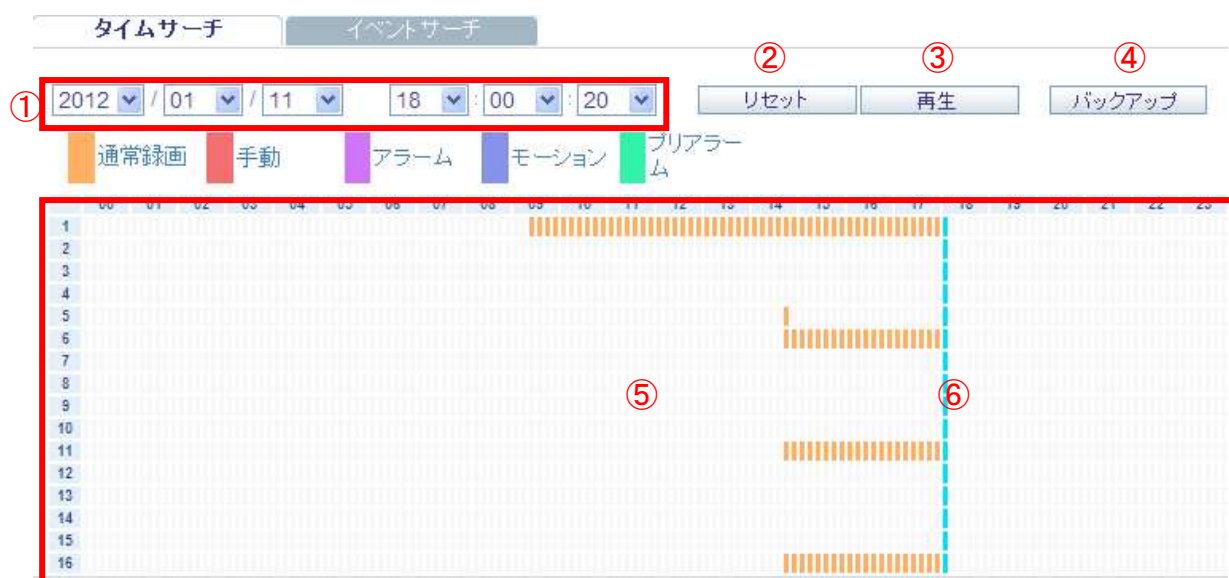 タイムサーチ イベントサーチ
② ③ ④
① 2012 / 01 / 11 18 : 00 : 20 リセット 再生 バックアップ
通常録画 手動 アラーム モーション プリアラー
ム
00 01 02 03 04 05 06 07 08 09 10 11 12 13 14 15 16 17 18 19 20 21 22 23
1
2
3
4
5
6
7
8
⑤ ⑥
9
10
11
12
13
14
15
16